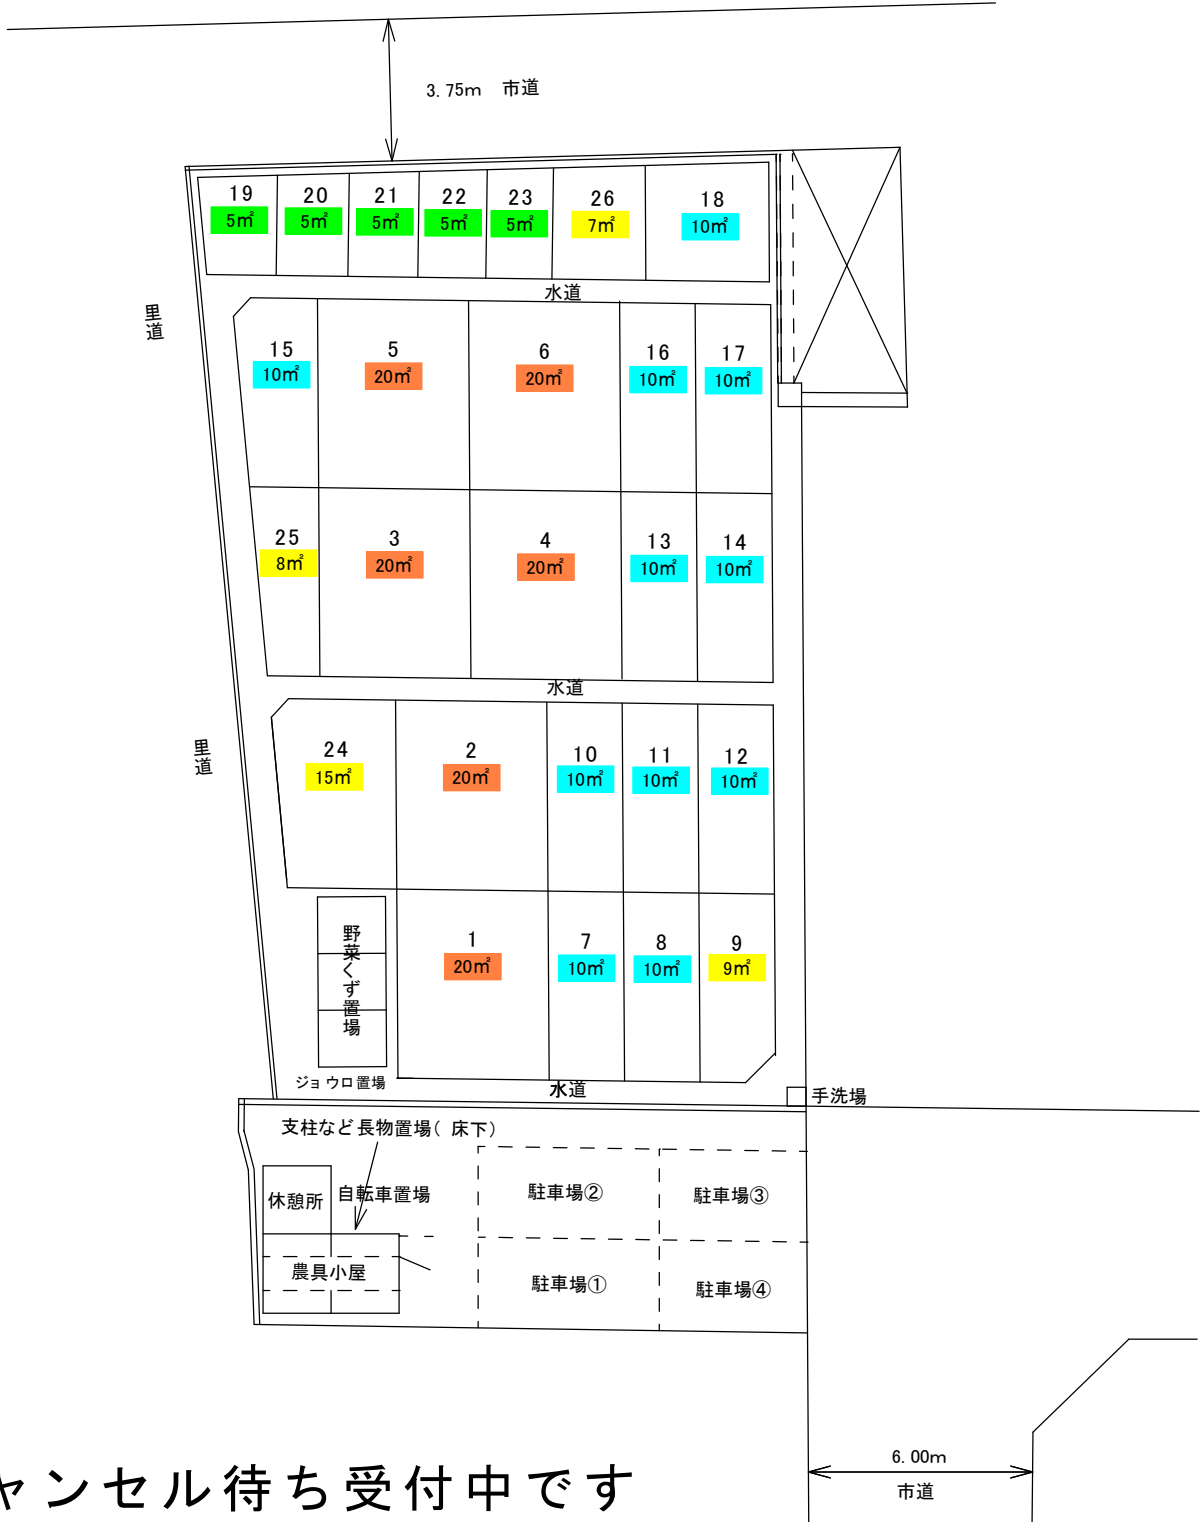 3.75m 市道
19 20 21 22 23 26 18
5㎡ 5㎡ 5㎡ 5㎡ 5㎡ 7㎡ 10㎡
水道
里道
15 5 6 16 17
10㎡ 20㎡ 20㎡ 10㎡ 10㎡
25 3 4 13 14
8㎡ 20㎡ 20㎡ 10㎡ 10㎡
水道
里道
24 2 10 11 12
15㎡ 20㎡ 10㎡ 10㎡ 10㎡
野菜くず置場
1 7 8 9
20㎡ 10㎡ 10㎡ 9㎡
ジョウロ置場
水道
手洗場
支柱など長物置場(床下)
休憩所
自転車置場
駐車場②
駐車場③
農具小屋
駐車場①
駐車場④
6.00m
市道
ャンセル待ち受付中です